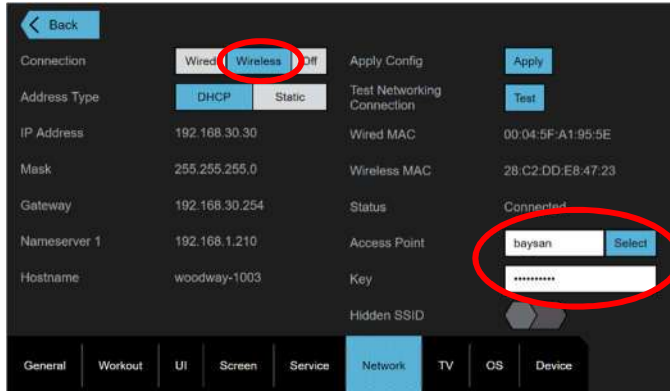 Back
Connection Wired Wireless Off Apply Config Apply
Address Type DHCP Static Test Networking Connection Test
IP Address 192.168.30.30 Wired MAC 00:04:5F:A1:95:5E
Mask 255.255.255.0 Wireless MAC 28:C2:DD:E8:47:23
Gateway 192.168.30.254 Status Connected
Nameserver 1 192.168.1.210 Access Point baysan Select
Hostname woodway-1003 Key ••••••••••
Hidden SSID
General Workout UI Screen Service Network TV OS Device